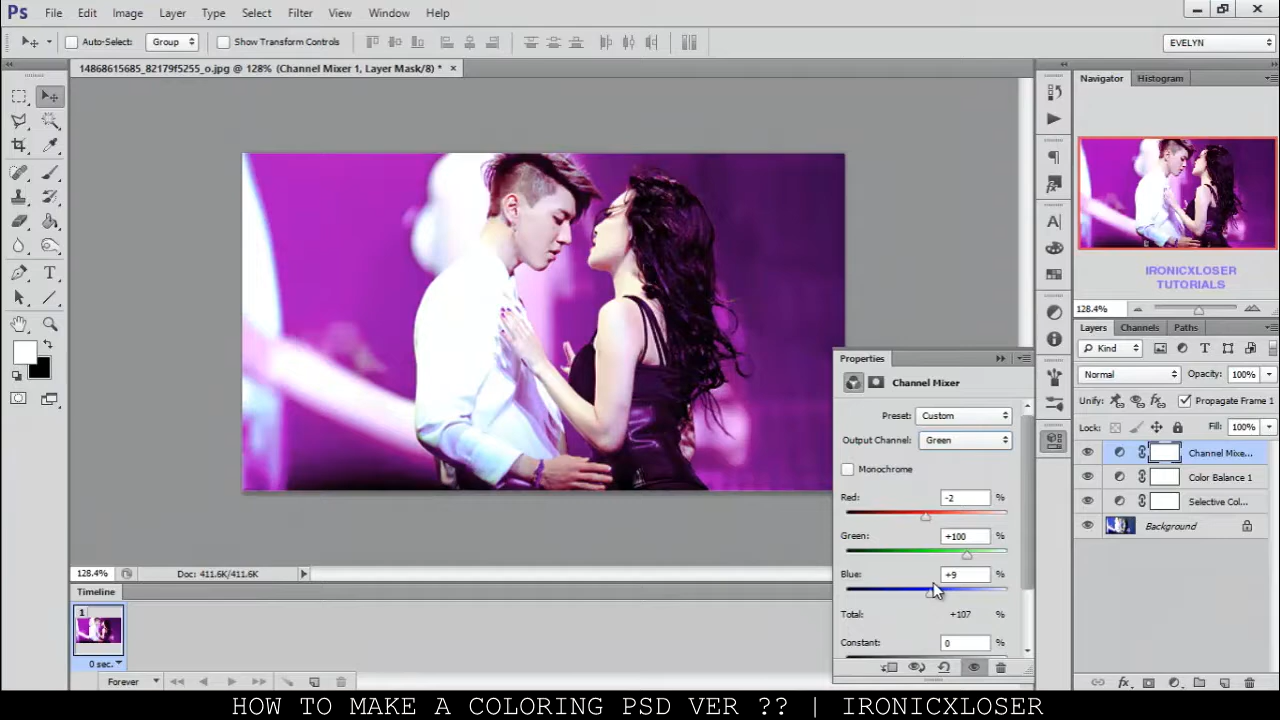 Ps File Edit Image Layer Type Select Filter View Window Help
Auto-Select: Group Show Transform Controls EVELYN
14868615685_82179f5255_o.jpg @ 128% (Channel Mixer 1, Layer Mask/8) * ×
Navigator Histogram
IRONICXLOSER
TUTORIALS
128.4%
Layers Channels Paths
Kind
Normal Opacity: 100%
Unify: Propagate Frame 1
Lock: Fill: 100%
Channel Mixe...
Color Balance 1
Selective Col...
Background
Properties
Channel Mixer
Preset: Custom
Output Channel: Green
Monochrome
Red: -2 %
Green: +100 %
Blue: +9 %
Total: +107 %
Constant: 0 %
128.4% Doc: 411.6K/411.6K
Timeline
1
0 sec.
Forever
HOW TO MAKE A COLORING PSD VER ?? | IRONICXLOSER